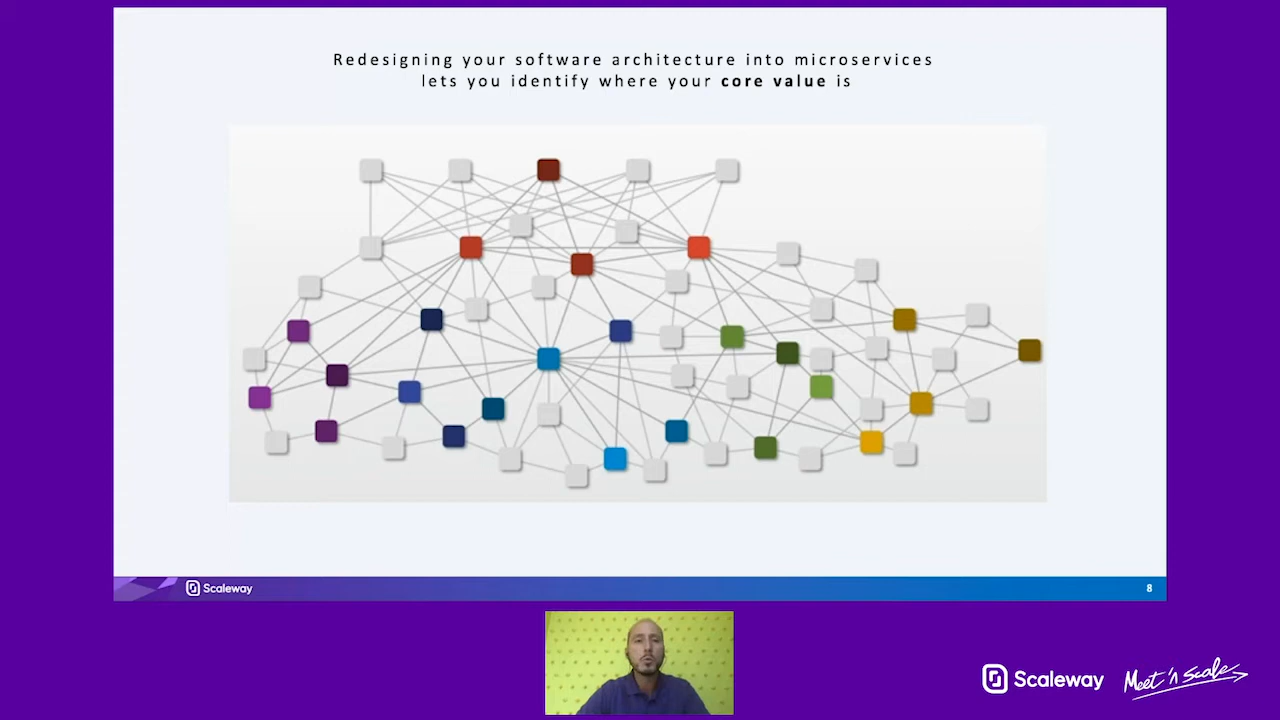 Redesigning your software architecture into microservices
lets you identify where your core value is
Scaleway
8
Scaleway
Meet 'n Scale